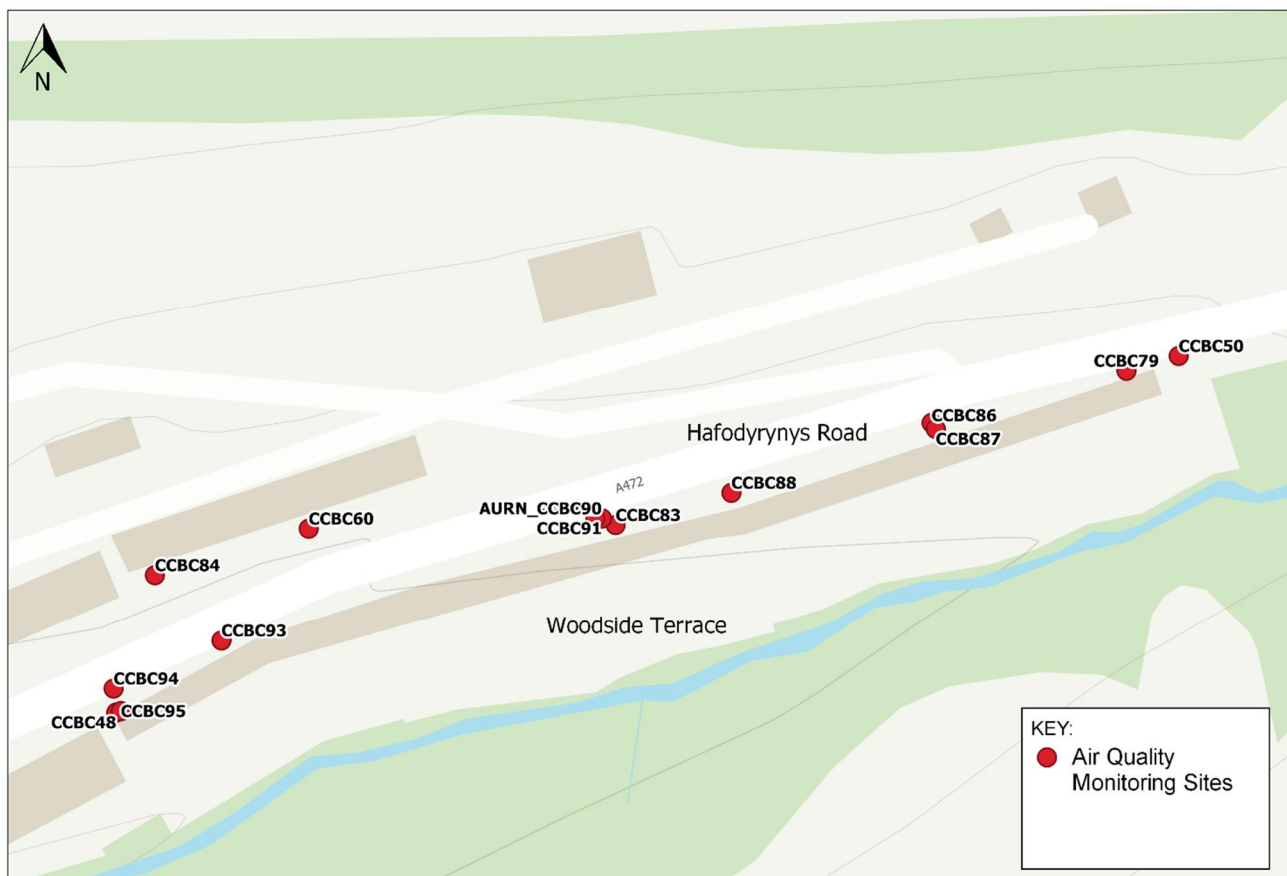 N
CCBC50
CCBC79
CCBC86
Hafodyrynys Road
CCBC87
A472
CCBC88
AURN_CCBC90
CCBC83
CCBC91
CCBC60
CCBC84
Woodside Terrace
CCBC93
CCBC94
CCBC95
CCBC48
KEY:
Air Quality
Monitoring Sites